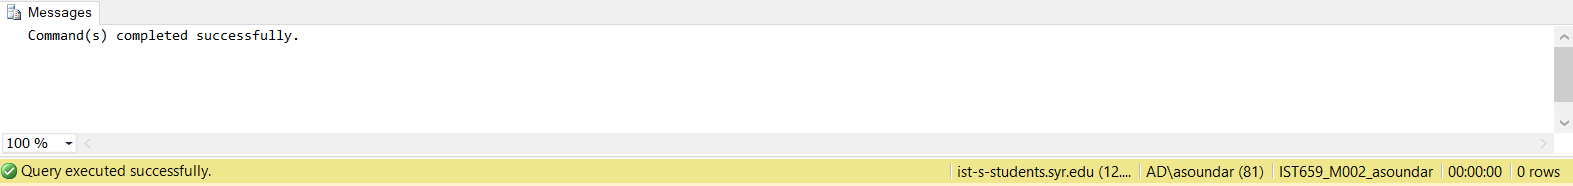 Messages
Command(s) completed successfully.
100 %
Query executed successfully. ist-s-students.syr.edu (12.... AD\asoundar (81) IST659_M002_asoundar 00:00:00 0 rows